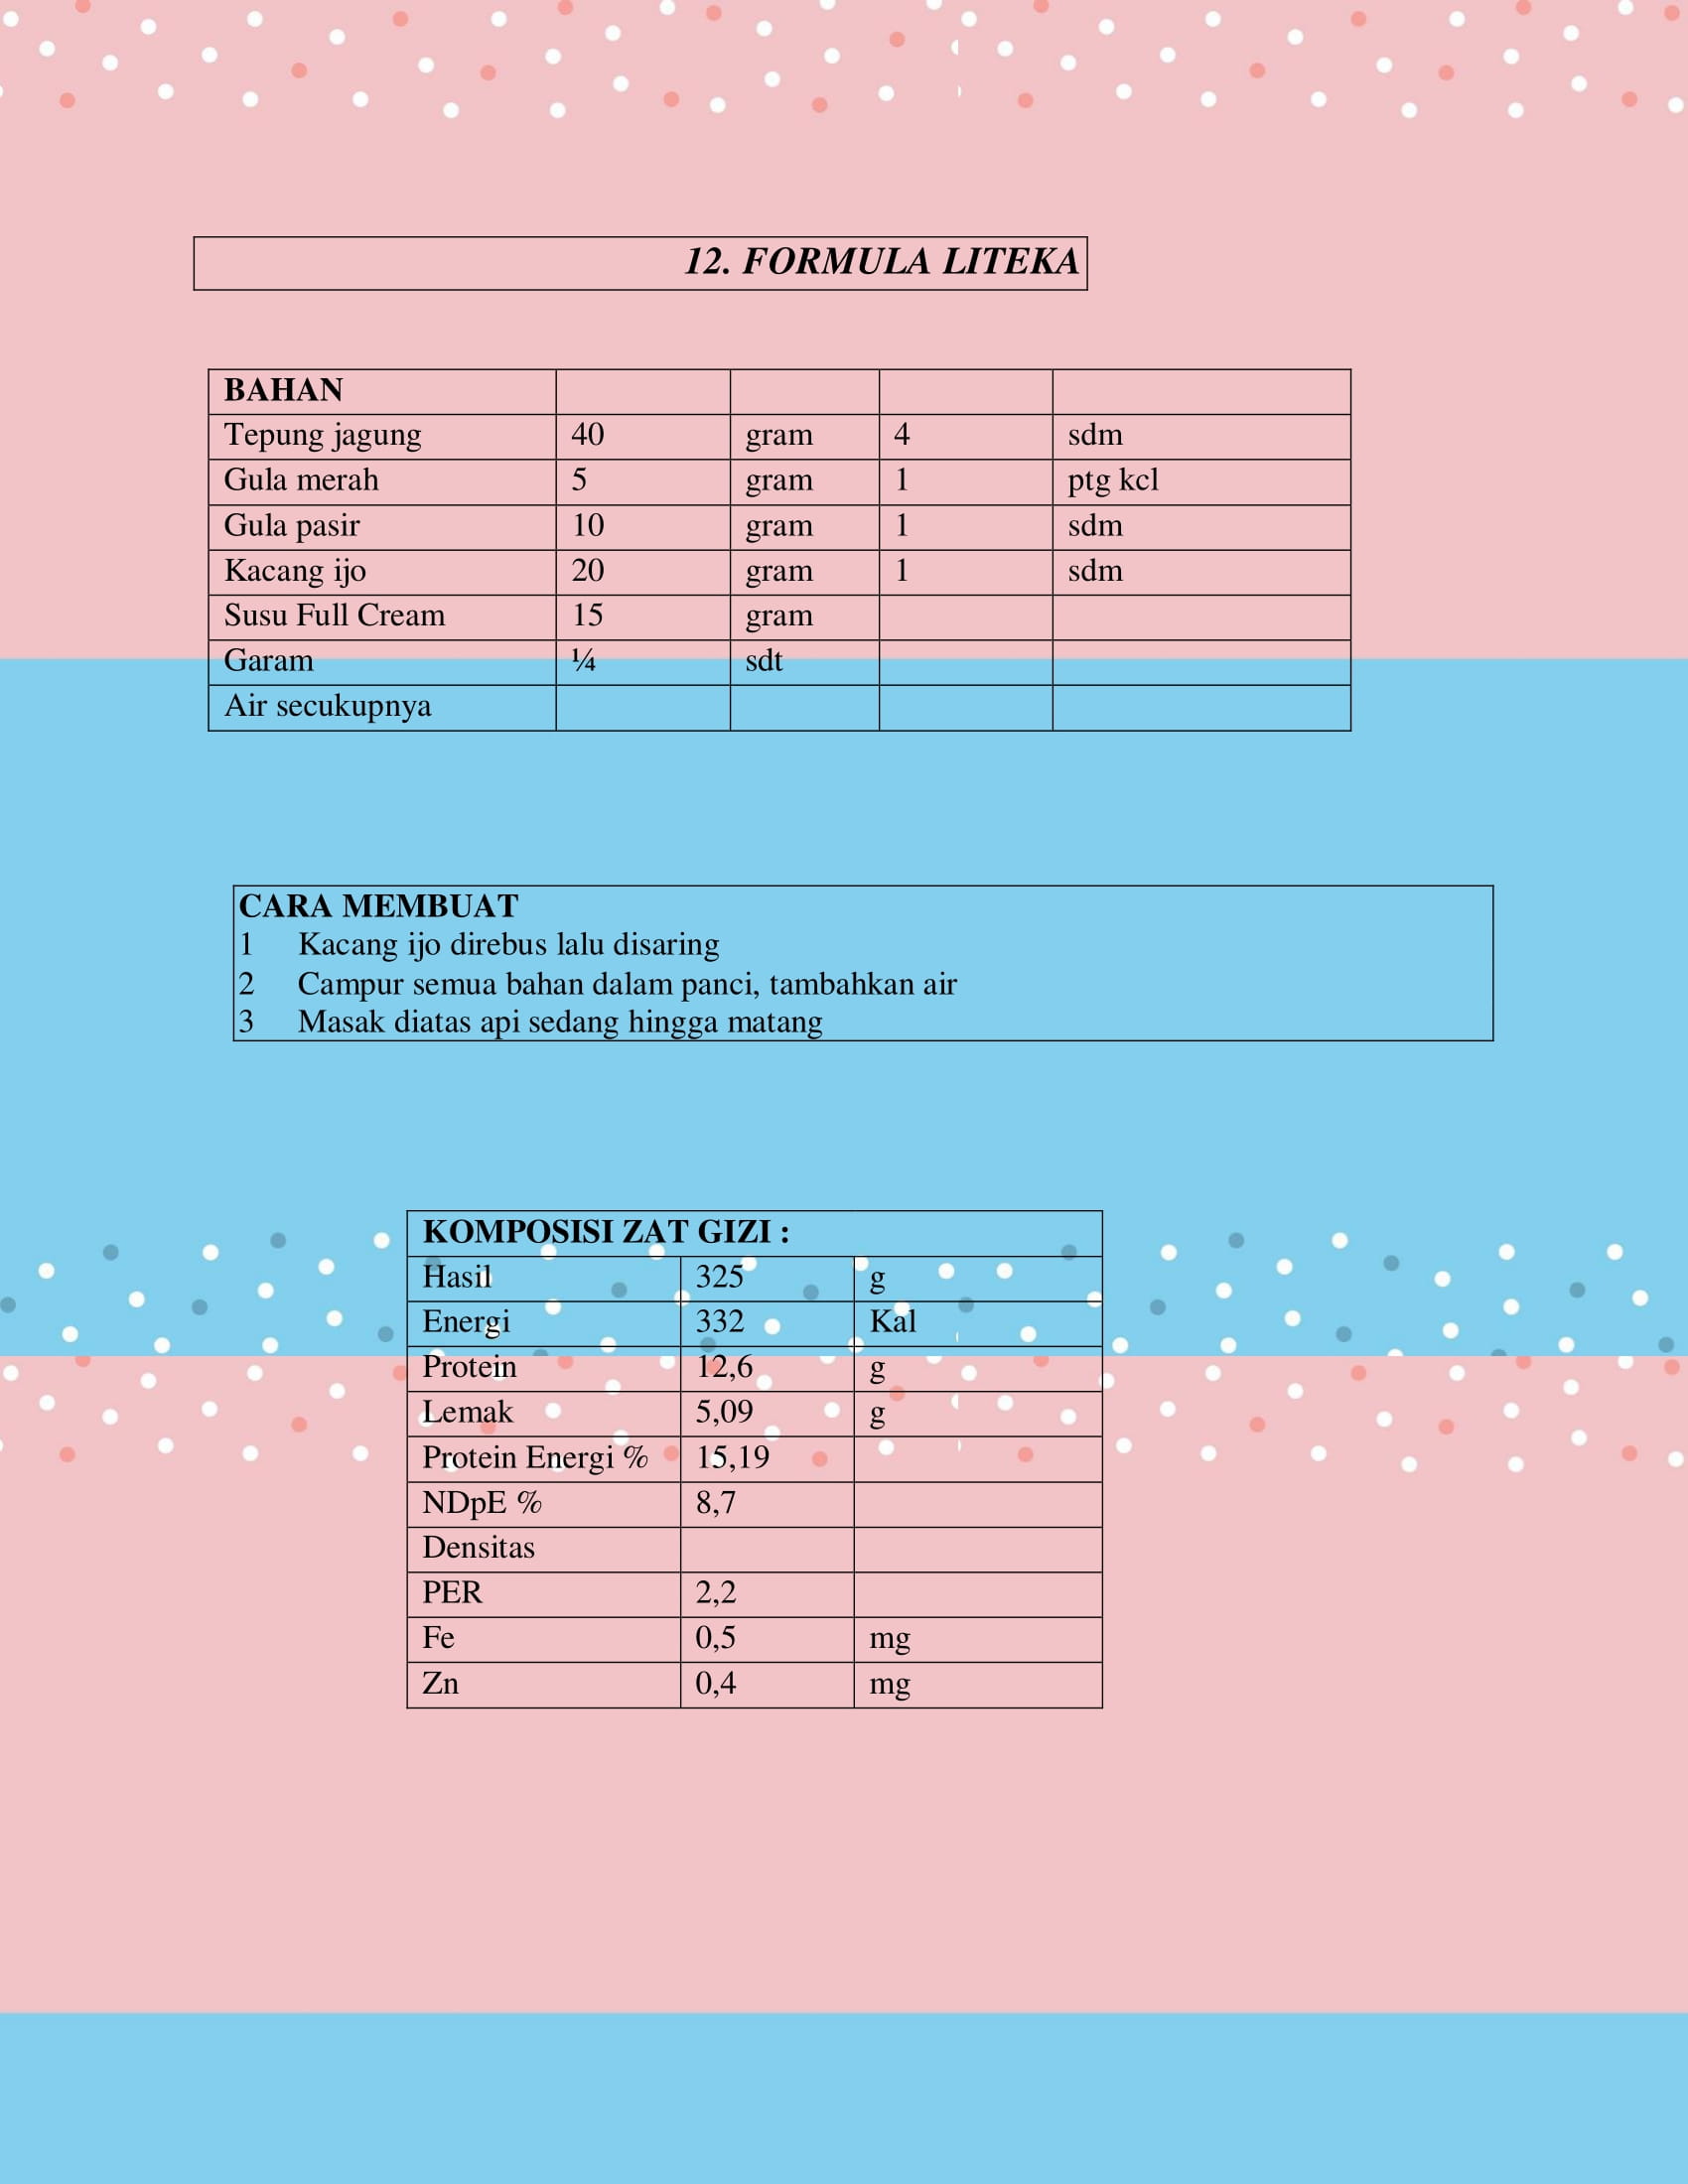 12. FORMULA LITEKA
BAHAN
Tepung jagung 40 gram 4 sdm
Gula merah 5 gram 1 ptg kcl
Gula pasir 10 gram 1 sdm
Kacang ijo 20 gram 1 sdm
Susu Full Cream 15 gram
Garam ¼ sdt
Air secukupnya
CARA MEMBUAT
1 Kacang ijo direbus lalu disaring
2 Campur semua bahan dalam panci, tambahkan air
3 Masak diatas api sedang hingga matang
KOMPOSISI ZAT GIZI :
Hasil 325 g
Energi 332 Kal
Protein 12,6 g
Lemak 5,09 g
Protein Energi % 15,19
NDpE % 8,7
Densitas
PER 2,2
Fe 0,5 mg
Zn 0,4 mg